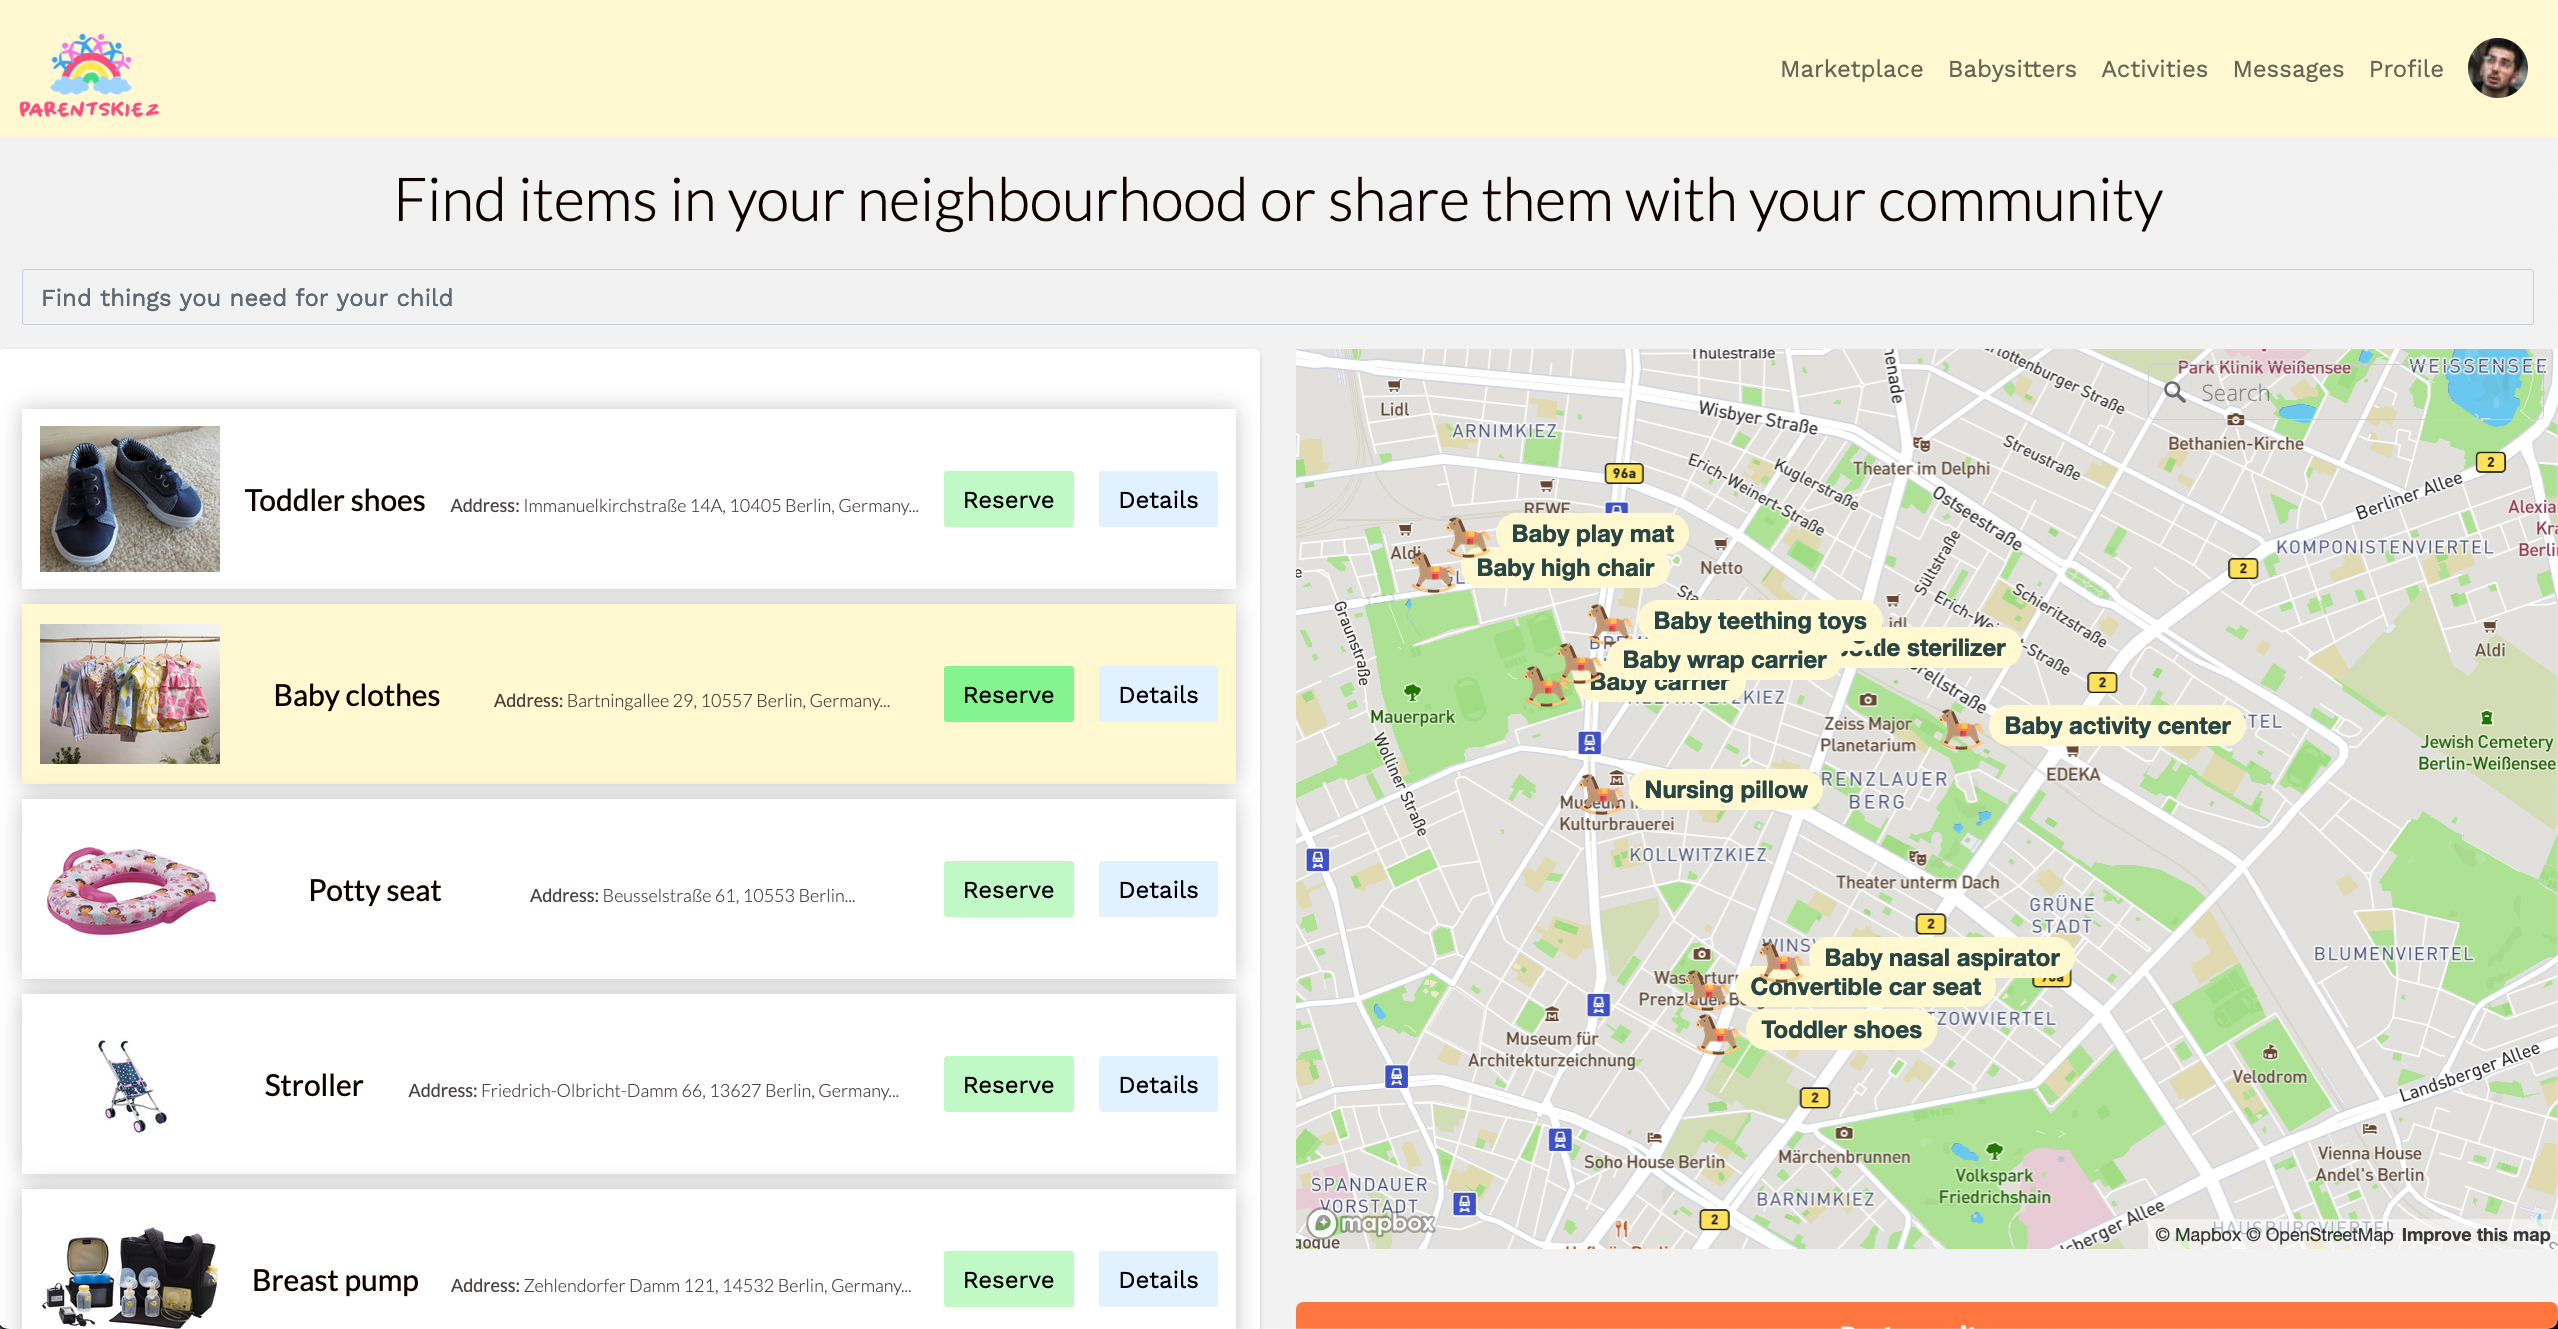 PARENTSKIEZ
Marketplace Babysitters Activities Messages Profile
Find items in your neighbourhood or share them with your community
Find things you need for your child
Toddler shoes
Address: Immanuelkirchstraße 14A, 10405 Berlin, Germany...
Reserve
Details
Baby clothes
Address: Bartningallee 29, 10557 Berlin, Germany...
Reserve
Details
Potty seat
Address: Beusselstraße 61, 10553 Berlin...
Reserve
Details
Stroller
Address: Friedrich-Olbricht-Damm 66, 13627 Berlin, Germany...
Reserve
Details
Breast pump
Address: Zehlendorfer Damm 121, 14532 Berlin, Germany...
Reserve
Details
Thulestraße
Park Klinik Weißensee
WEISSENSEE
Search
Lidl
Wisbyer Straße
ARNIMKIEZ
Bethanien-Kirche
Streustraße
Theater im Delphi
96a
2
Erich-Weinert-Straße
Kuglerstraße
Ostseestraße
Berliner Allee
REWE
Baby play mat
Aldi
Baby high chair
Netto
KOMPONISTENVIERTEL
2
Sültstraße
Schieritzstraße
Graunstraße
Baby teething toys
sterilizer
Baby wrap carrier
Baby carrier
Aldi
2
Mauerpark
Zeiss Major
Planetarium
Baby activity center
Jewish Cemetery
Berlin-Weißensee
Wolliner Straße
EDEKA
Nursing pillow
BERG
Kulturbrauerei
KOLLWITZKIEZ
Theater unterm Dach
GRÜNE
STADT
2
BLUMENVIERTEL
Baby nasal aspirator
Convertible car seat
Toddler shoes
Museum für
Architekturzeichnung
Velodrom
Landsberger Allee
2
Soho House Berlin
Märchenbrunnen
Vienna House
Andel's Berlin
Volkspark
Friedrichshain
SPANDAUER
VORSTADT
BARNIMKIEZ
2
mapbox
© Mapbox © OpenStreetMap Improve this map